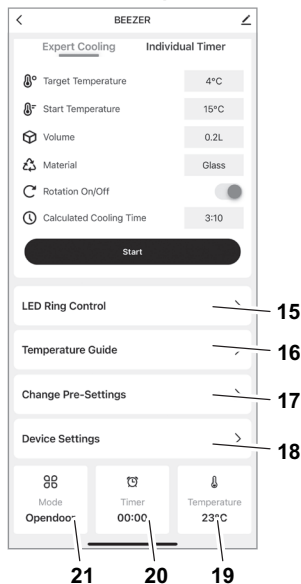 BEEZER
Expert Cooling Individual Timer
Target Temperature 4°C
Start Temperature 15°C
Volume 0.2L
Material Glass
Rotation On/Off
Calculated Cooling Time 3:10
Start
LED Ring Control 15
Temperature Guide 16
Change Pre-Settings 17
Device Settings 18
Mode Timer Temperature
Opendoor 00:00 23°C
21 20 19